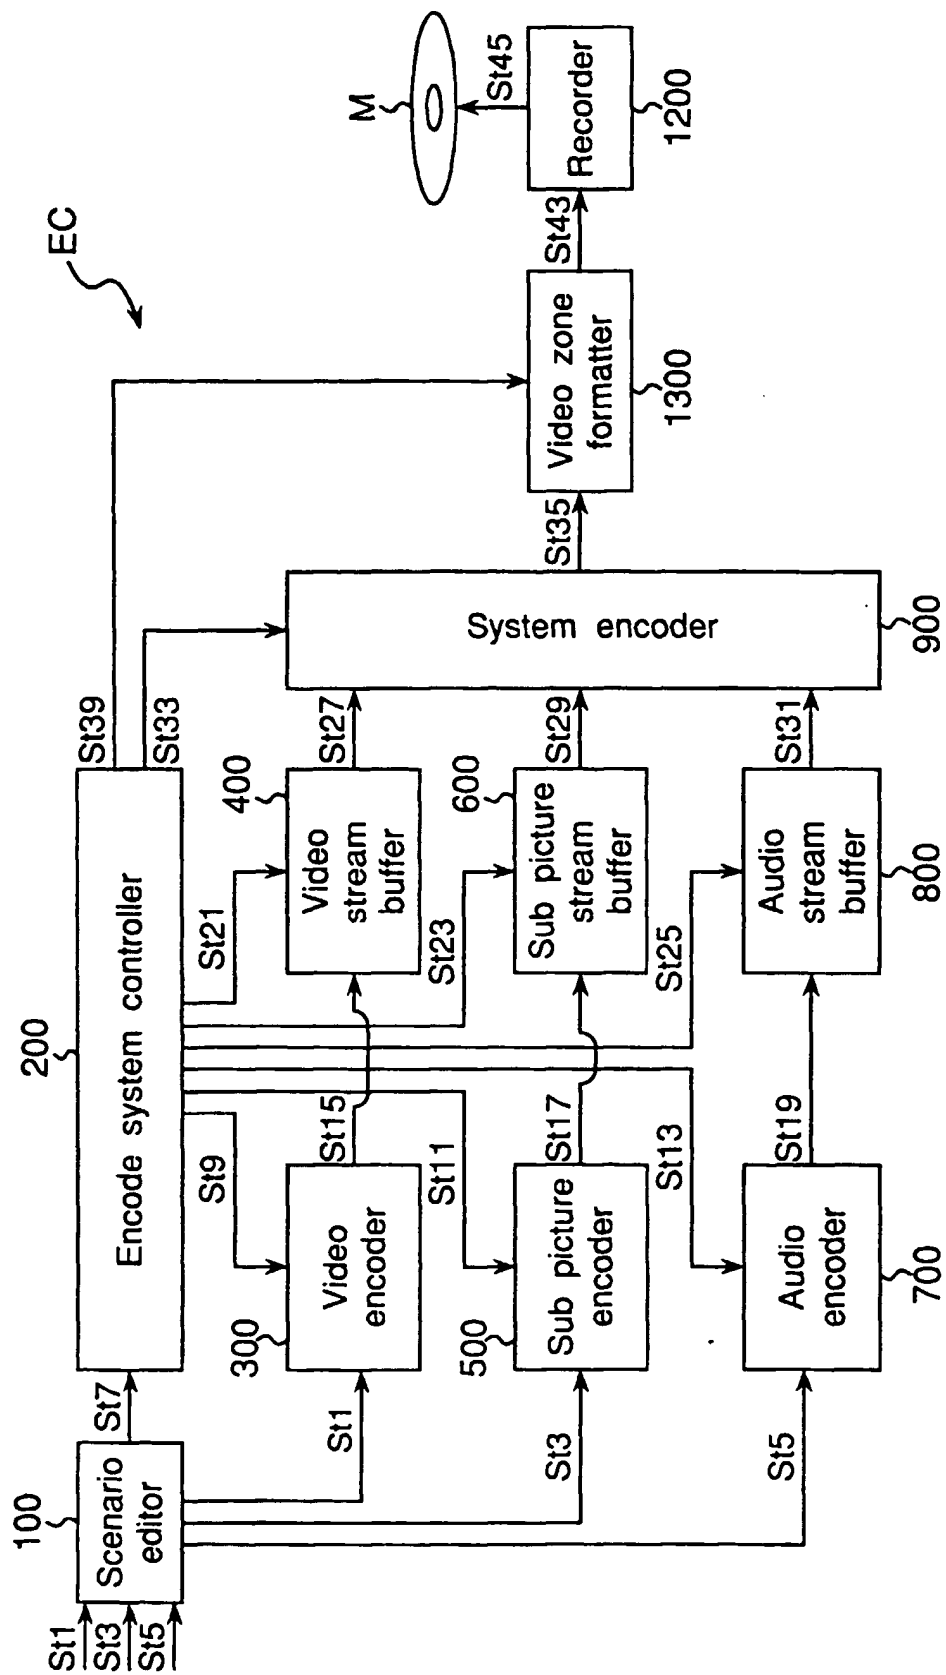 EC
St1
St3
St5
100
Scenario
editor
St7
200
Encode system controller
St39
St33
St1
St3
St5
300
Video
encoder
St9
St15
St21
400
Video
stream
buffer
St27
500
Sub picture
encoder
St11
St17
St23
600
Sub picture
stream
buffer
St29
700
Audio
encoder
St13
St19
St25
800
Audio
stream
buffer
St31
System encoder
900
St35
Video zone
formatter
1300
St43
Recorder
1200
St45
M